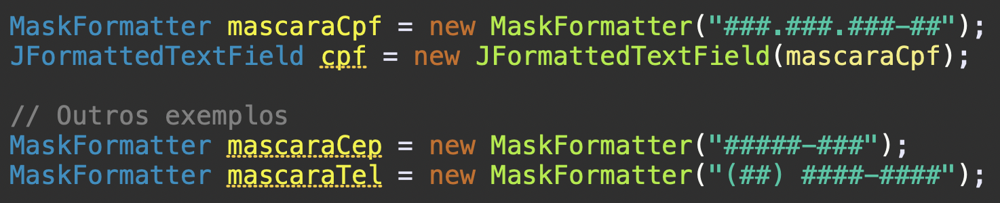 MaskFormatter mascaraCpf = new MaskFormatter("###.###.###-##");
JFormattedTextField cpf = new JFormattedTextField(mascaraCpf);
// Outros exemplos
MaskFormatter mascaraCep = new MaskFormatter("#####-###");
MaskFormatter mascaraTel = new MaskFormatter("(##) ####-####");